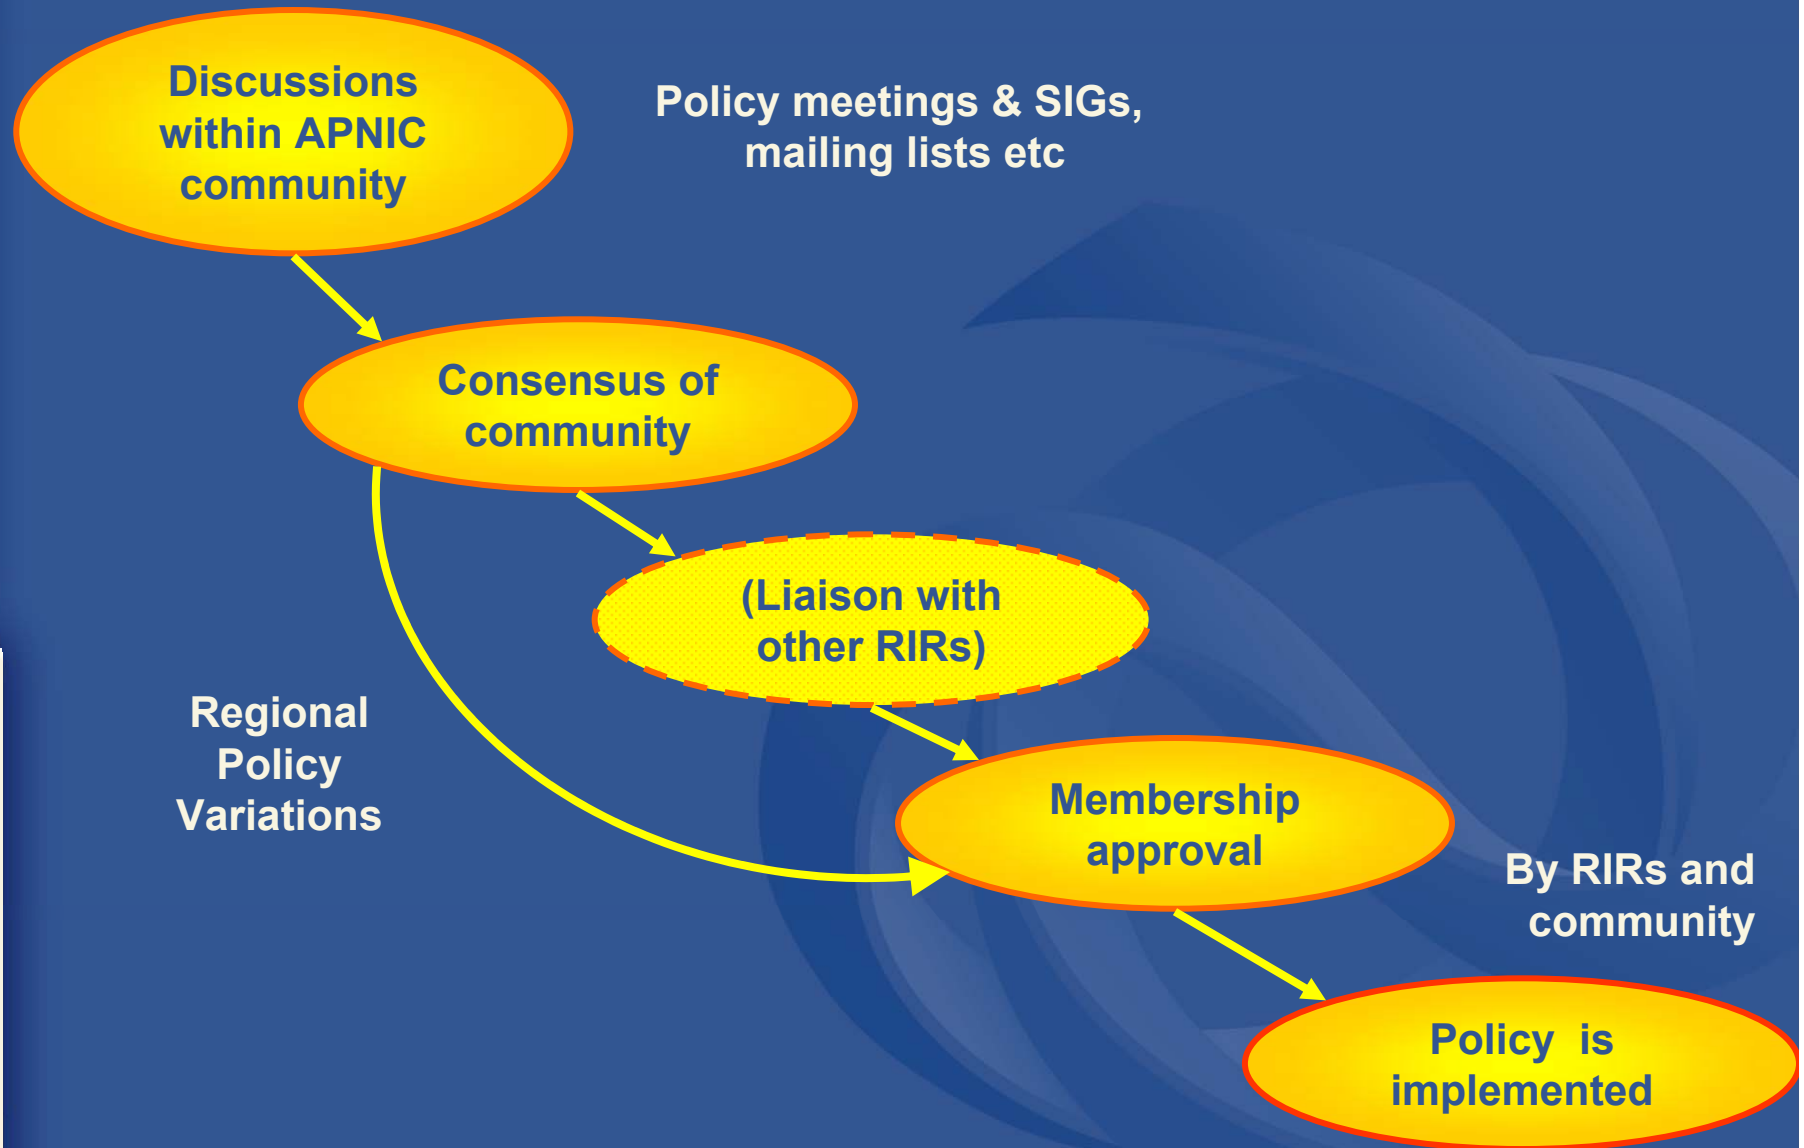 Discussions
within APNIC
community
Policy meetings & SIGs,
mailing lists etc
Consensus of
community
(Liaison with
other RIRs)
Regional
Policy
Variations
Membership
approval
By RIRs and
community
Policy is
implemented